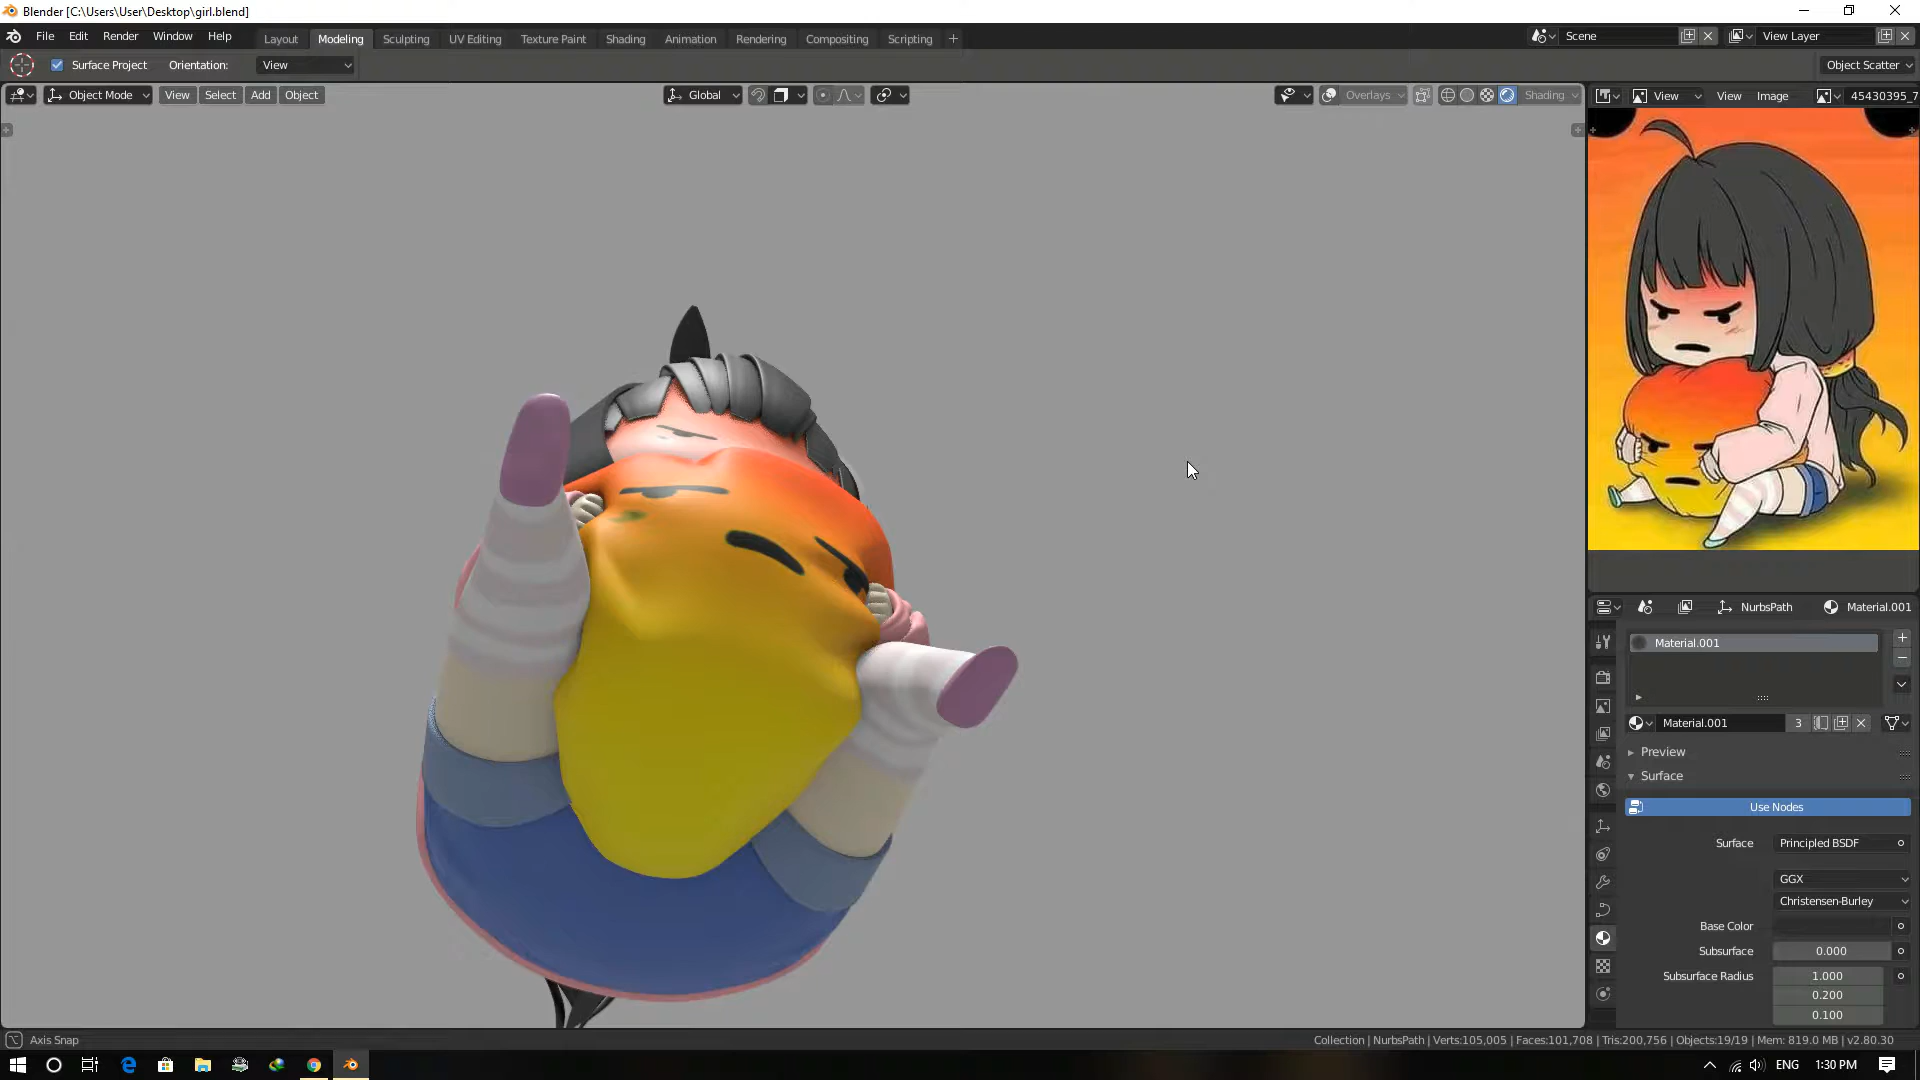 Blender [C:\Users\User\Desktop\girl.blend]
File Edit Render Window Help Layout Modeling Sculpting UV Editing Texture Paint Shading Animation Rendering Compositing Scripting + Scene View Layer
Surface Project Orientation: View Object Scatter
Object Mode View Select Add Object Global Overlays Shading View View Image 45430395_7
NurbsPath Material.001
Material.001
Material.001 3
Preview
Surface
Use Nodes
Surface Principled BSDF
GGX
Christensen-Burley
Base Color
Subsurface 0.000
Subsurface Radius 1.000
0.200
0.100
Axis Snap Collection | NurbsPath | Verts:105,005 | Faces:101,708 | Tris:200,756 | Objects:19/19 | Mem: 819.0 MB | v2.80.30
ENG 1:30 PM